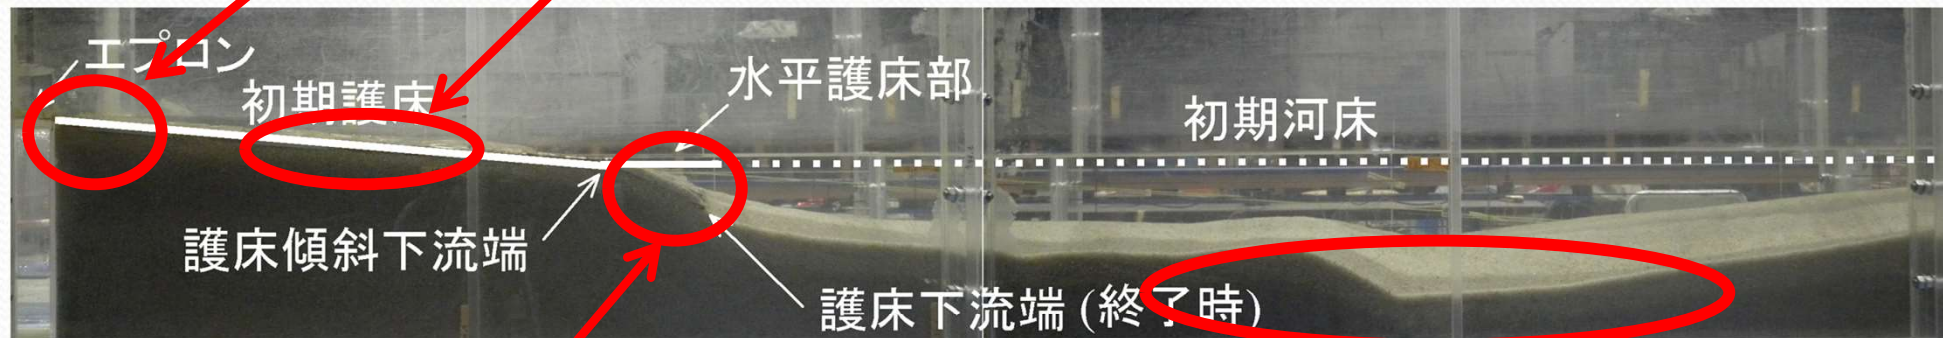 エプロン
初期護床
水平護床部
初期河床
護床傾斜下流端
護床下流端 (終了時)